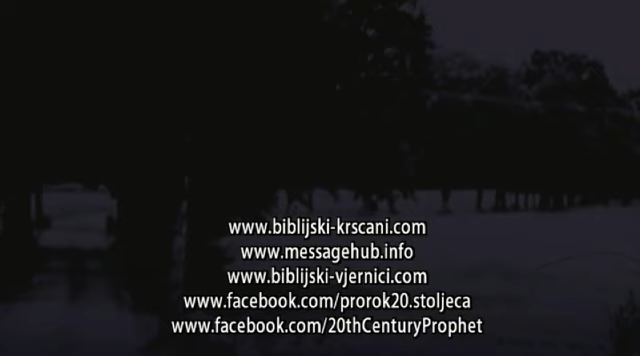 www.biblijski-krscani.com
www.messagehub.info
www.biblijski-vjernici.com
www.facebook.com/prorok20.stoljeca
www.facebook.com/20thCenturyProphet